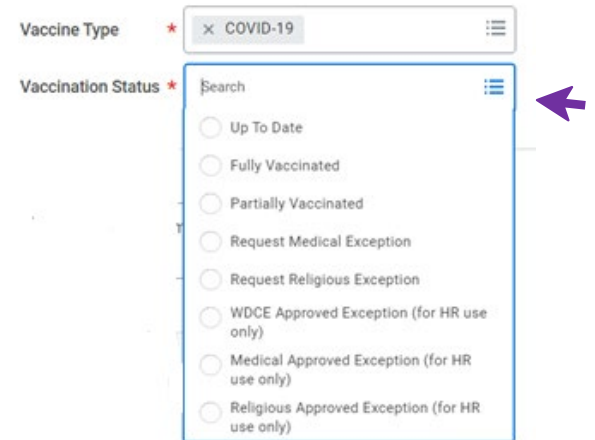 Vaccine Type * × COVID-19
Vaccination Status * Search
Up To Date
Fully Vaccinated
Partially Vaccinated
Request Medical Exception
Request Religious Exception
WDCE Approved Exception (for HR use
only)
Medical Approved Exception (for HR
use only)
Religious Approved Exception (for HR
use only)